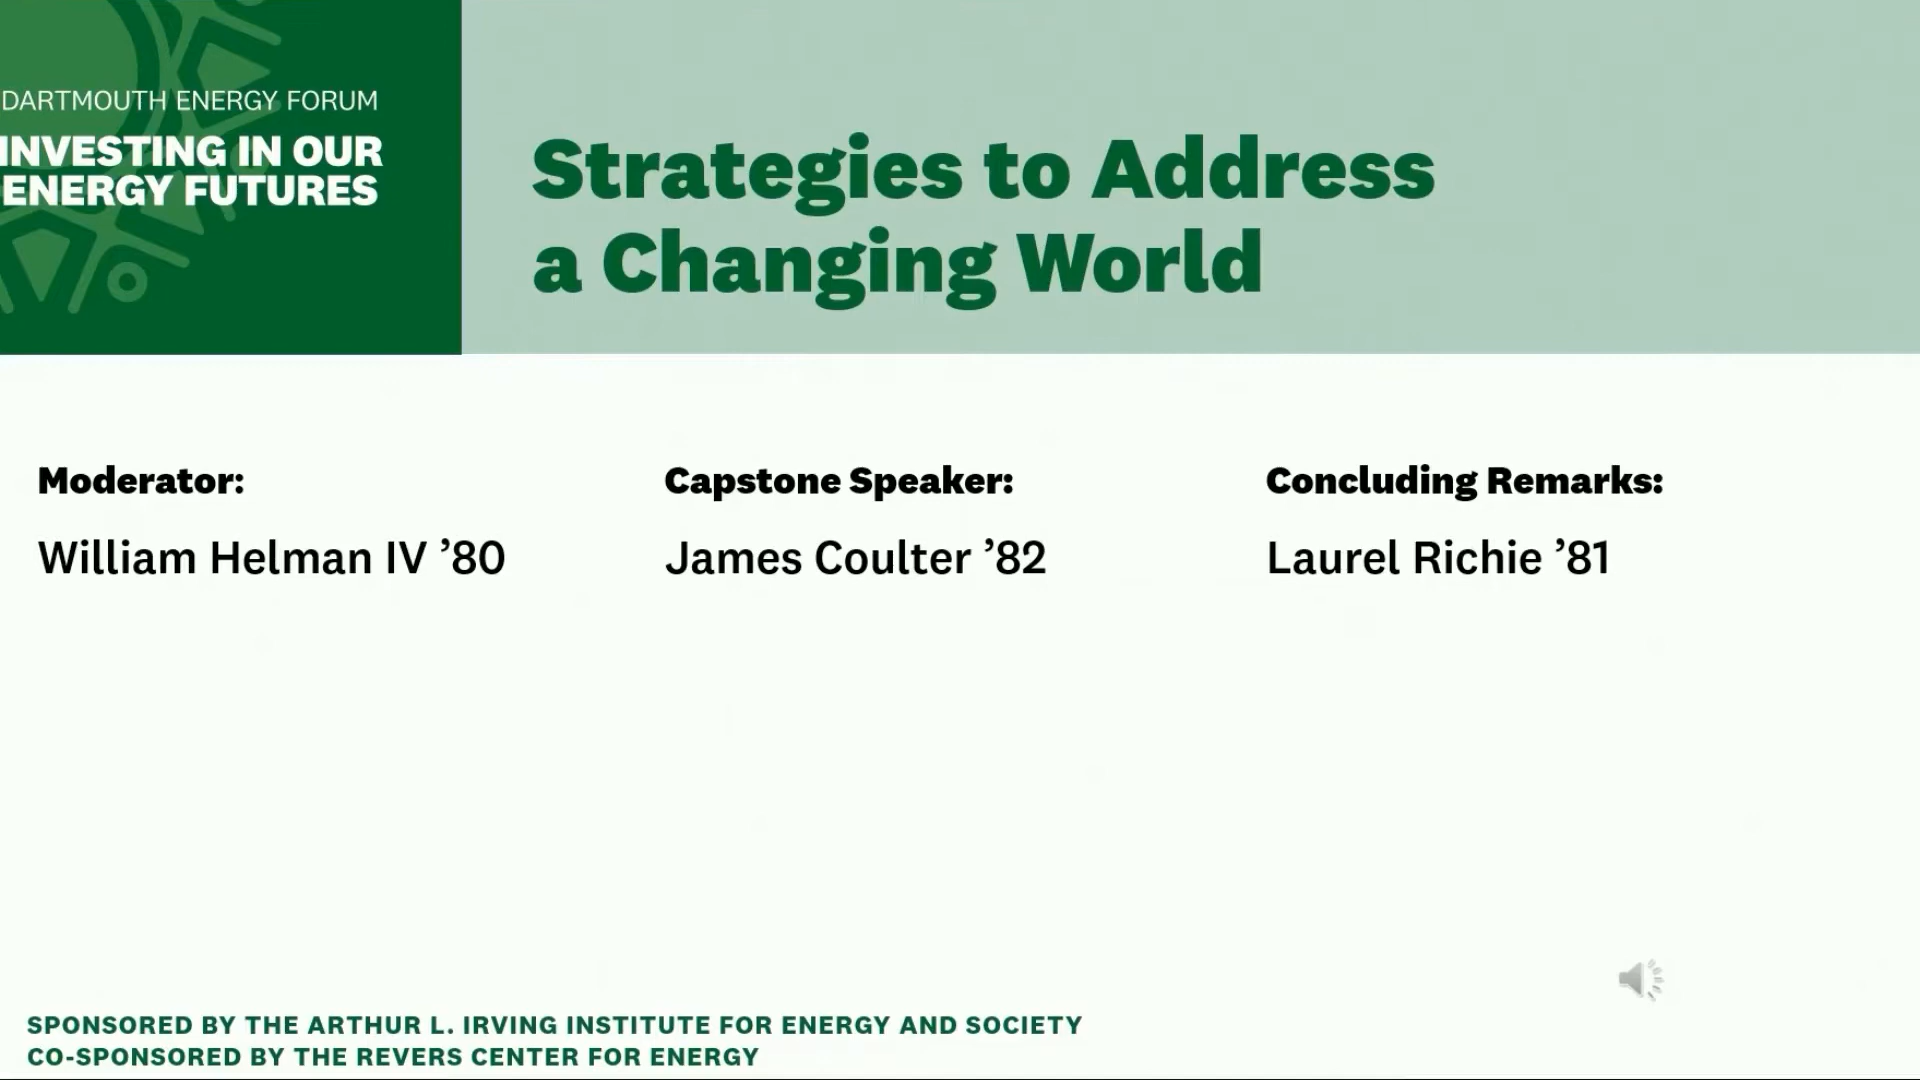 DARTMOUTH ENERGY FORUM
INVESTING IN OUR
ENERGY FUTURES
Strategies to Address
a Changing World
Moderator:
William Helman IV ’80
Capstone Speaker:
James Coulter ’82
Concluding Remarks:
Laurel Richie ’81
SPONSORED BY THE ARTHUR L. IRVING INSTITUTE FOR ENERGY AND SOCIETY
CO-SPONSORED BY THE REVERS CENTER FOR ENERGY